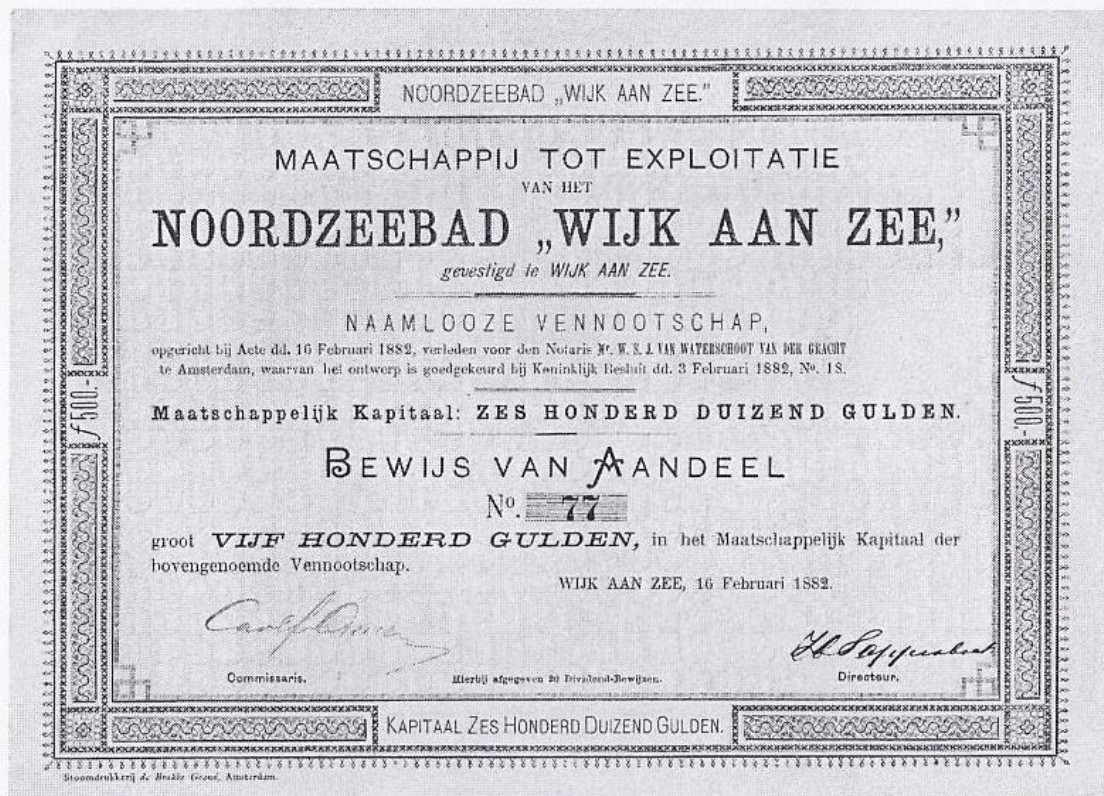 NOORDZEEBAD „WIJK AAN ZEE."
MAATSCHAPPIJ TOT EXPLOITATIE
VAN HET
NOORDZEEBAD „WIJK AAN ZEE,"
gevestigd te WIJK AAN ZEE.
NAAMLOOZE VENNOOTSCHAP,
opgericht bij Acte dd. 16 Februari 1882, verleden voor den Notaris Mr. W. S. J. VAN WATERSCHOOT VAN DER GRACHT
te Amsterdam, waarvan het ontwerp is goedgekeurd bij Koninklijk Besluit dd. 3 Februari 1882, No. 18.
Maatschappelijk Kapitaal: ZES HONDERD DUIZEND GULDEN.
f 500.-
f 500.-
BEWIJS VAN AANDEEL
No. 77
groot VIJF HONDERD GULDEN, in het Maatschappelijk Kapitaal der
bovengenoemde Vennootschap.
WIJK AAN ZEE, 16 Februari 1882.
Commissaris.
Hierbij afgegeven 20 Dividend-Bewijzen.
Directeur.
KAPITAAL ZES HONDERD DUIZEND GULDEN.
Stoomdrukkerij de Brakke Grond, Amsterdam.